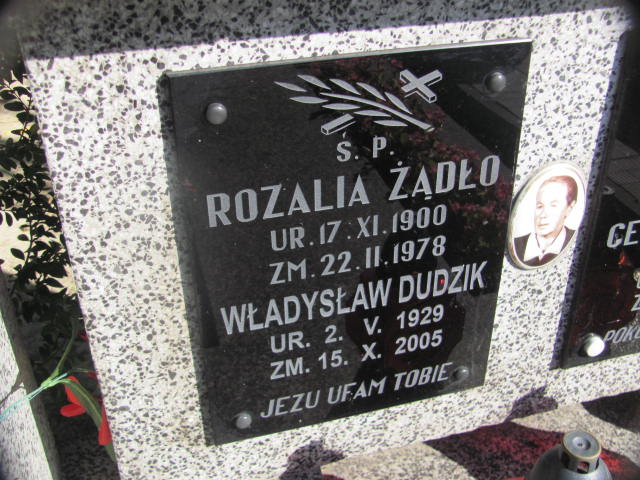 Ś. P.
ROZALIA ŻĄDŁO
UR. 17. XI. 1900
ZM. 22. II. 1978
WŁADYSŁAW DUDZIK
UR. 2. V. 1929
ZM. 15. X. 2005
JEZU UFAM TOBIE